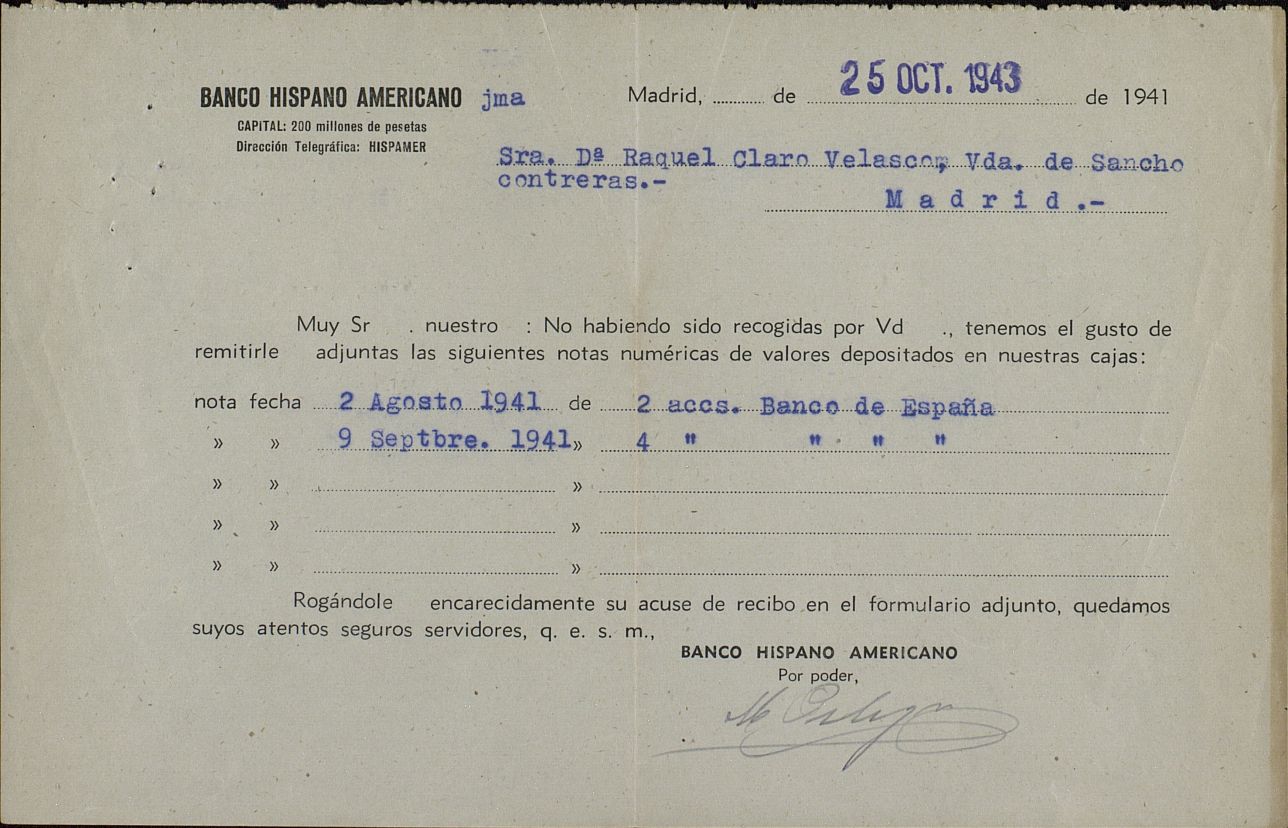 BANCO HISPANO AMERICANO jma
CAPITAL: 200 millones de pesetas
Dirección Telegráfica: HISPAMER
Madrid, de 25 OCT. 1943 de 1941
Sra. Dª Raquel Claro Velasco, Vda. de Sancho
contreras.-
M a d r i d .-
Muy Sr . nuestro : No habiendo sido recogidas por Vd ., tenemos el gusto de
remitirle adjuntas las siguientes notas numéricas de valores depositados en nuestras cajas:
nota fecha 2 Agosto 1941 de 2 accs. Banco de España
» » 9 Septbre. 1941 » 4 " " " "
» » »
» » »
» » »
Rogándole encarecidamente su acuse de recibo en el formulario adjunto, quedamos
suyos atentos seguros servidores, q. e. s. m.,
BANCO HISPANO AMERICANO
Por poder,